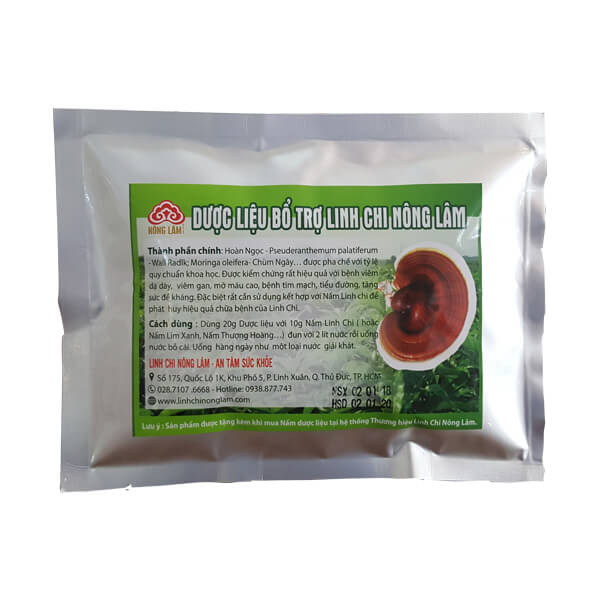 NÔNG LÂM
DƯỢC LIỆU BỔ TRỢ LINH CHI NÔNG LÂM
Thành phần chính: Hoàn Ngọc - Pseuderanthemum palatiferum
- Wall Radlk; Moringa oleifera- Chùm Ngây... được pha chế với tỷ lệ
quy chuẩn khoa học. Được kiểm chứng rất hiệu quả với bệnh viêm
dạ dày, viêm gan, mỡ máu cao, bệnh tim mạch, tiểu đường, tăng
sức đề kháng. Đặc biệt rất cần sử dụng kết hợp với Nấm Linh chi để
phát huy hiệu quả chữa bệnh của Linh Chi.
Cách dùng : Dùng 20g Dược liệu với 10g Nấm Linh Chi ( hoặc
Nấm Lim Xanh, Nấm Thượng Hoàng... ) đun với 2 lít nước rồi uống
nước bỏ cái. Uống hàng ngày như một loại nước giải khát.
LINH CHI NÔNG LÂM - AN TÂM SỨC KHỎE
Số 175, Quốc Lộ 1K, Khu Phố 5, P. Linh Xuân, Q. Thủ Đức, TP. HCM
028.7107 .6668 - Hotline: 0938.877.743
www.linhchinonglam.com
NSX 02 01 18
HSD 02 01 20
Lưu ý : Sản phẩm được tặng kèm khi mua Nấm dược liệu tại hệ thống Thương hiệu Linh Chi Nông Lâm.